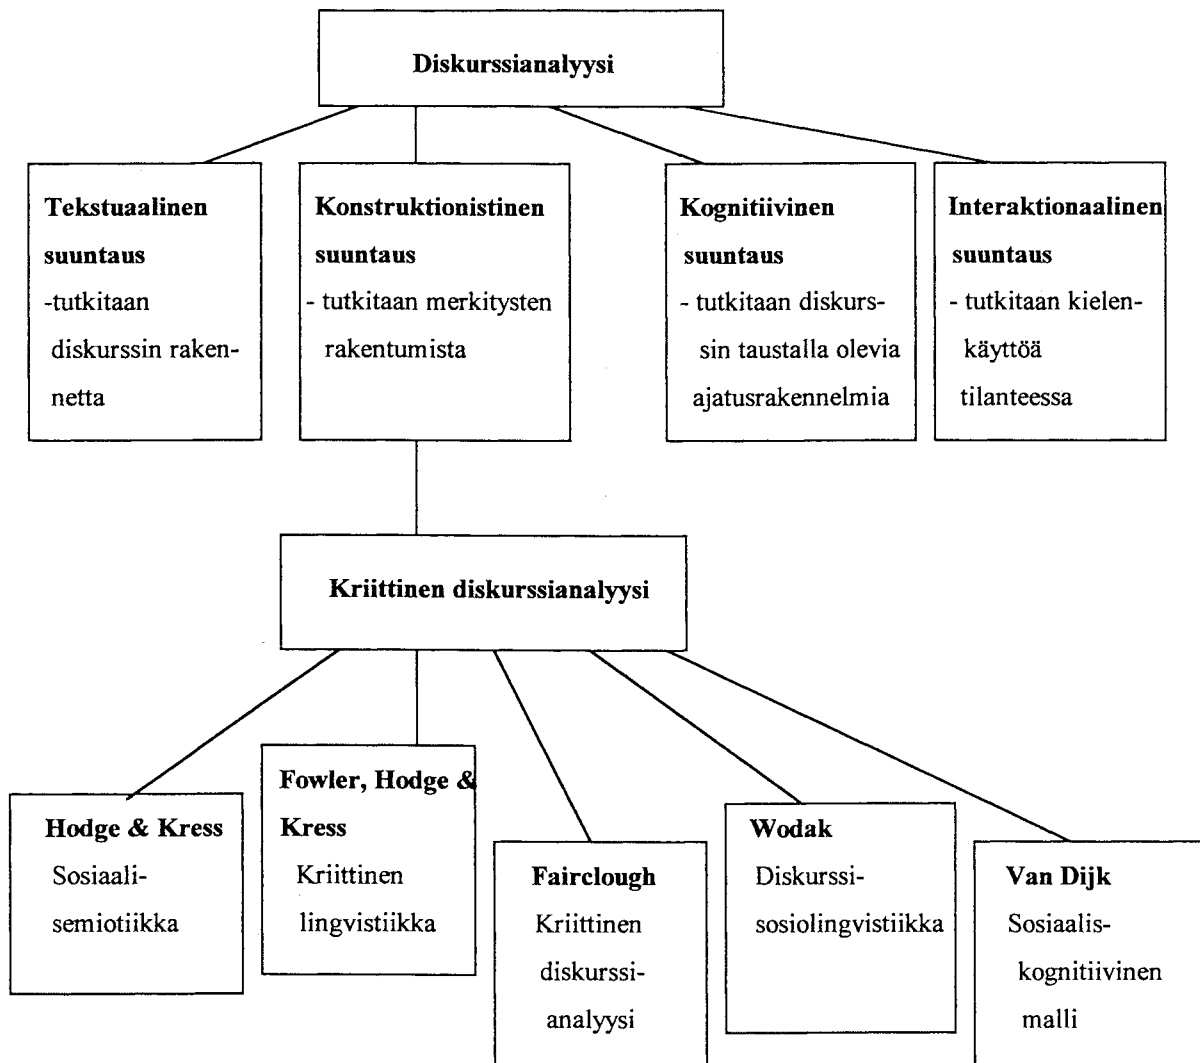 Diskurssianalyysi
Tekstuaalinen
suuntaus
-tutkitaan
diskurssin raken-
netta
Konstruktionistinen
suuntaus
- tutkitaan merkitysten
rakentumista
Kognitiivinen
suuntaus
- tutkitaan diskurs-
sin taustalla olevia
ajatusrakennelmia
Interaktionaalinen
suuntaus
- tutkitaan kielen-
käyttöä
tilanteessa
Kriittinen diskurssianalyysi
Hodge & Kress
Sosiaali-
semiotiikka
Fowler, Hodge &
Kress
Kriittinen
lingvistiikka
Fairclough
Kriittinen
diskurssi-
analyysi
Wodak
Diskurssi-
sosiolingvistiikka
Van Dijk
Sosiaalis-
kognitiivinen
malli